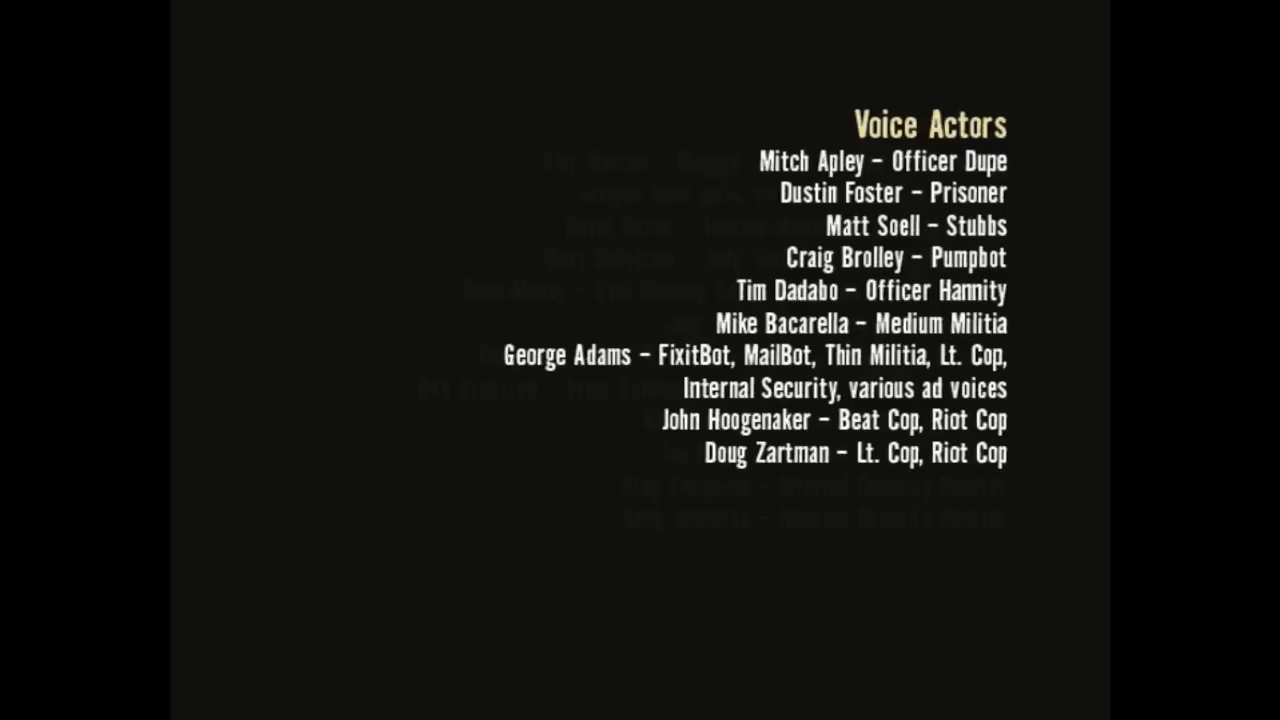 Voice Actors
Mitch Apley – Officer Dupe
Dustin Foster – Prisoner
Matt Soell – Stubbs
Craig Brolley – Pumpbot
Tim Dadabo – Officer Hannity
Mike Bacarella – Medium Militia
George Adams – FixitBot, MailBot, Thin Militia, Lt. Cop,
Internal Security, various ad voices
John Hoogenaker – Beat Cop, Riot Cop
Doug Zartman – Lt. Cop, Riot Cop